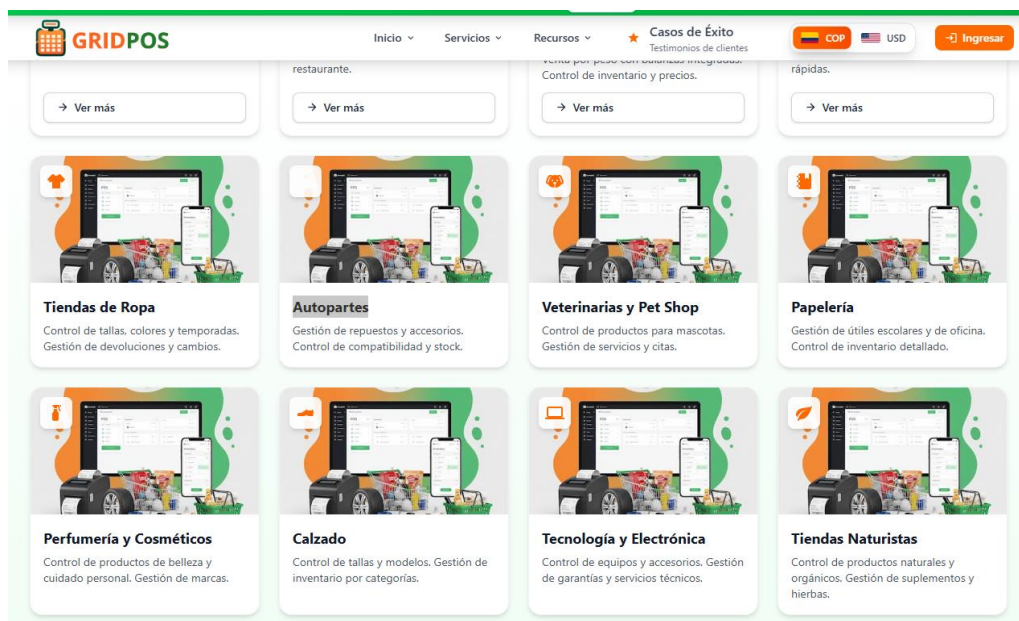 GRIDPOS
Inicio
Servicios
Recursos
Casos de Éxito
Testimonios de clientes
COP
USD
Ingresar
restaurante.
Venta por peso con balanzas integradas.
Control de inventario y precios.
rápidas.
→ Ver más
→ Ver más
→ Ver más
→ Ver más
Tiendas de Ropa
Control de tallas, colores y temporadas.
Gestión de devoluciones y cambios.
Autopartes
Gestión de repuestos y accesorios.
Control de compatibilidad y stock.
Veterinarias y Pet Shop
Control de productos para mascotas.
Gestión de servicios y citas.
Papelería
Gestión de útiles escolares y de oficina.
Control de inventario detallado.
Perfumería y Cosméticos
Control de productos de belleza y
cuidado personal. Gestión de marcas.
Calzado
Control de tallas y modelos. Gestión de
inventario por categorías.
Tecnología y Electrónica
Control de equipos y accesorios. Gestión
de garantías y servicios técnicos.
Tiendas Naturistas
Control de productos naturales y
orgánicos. Gestión de suplementos y
hierbas.